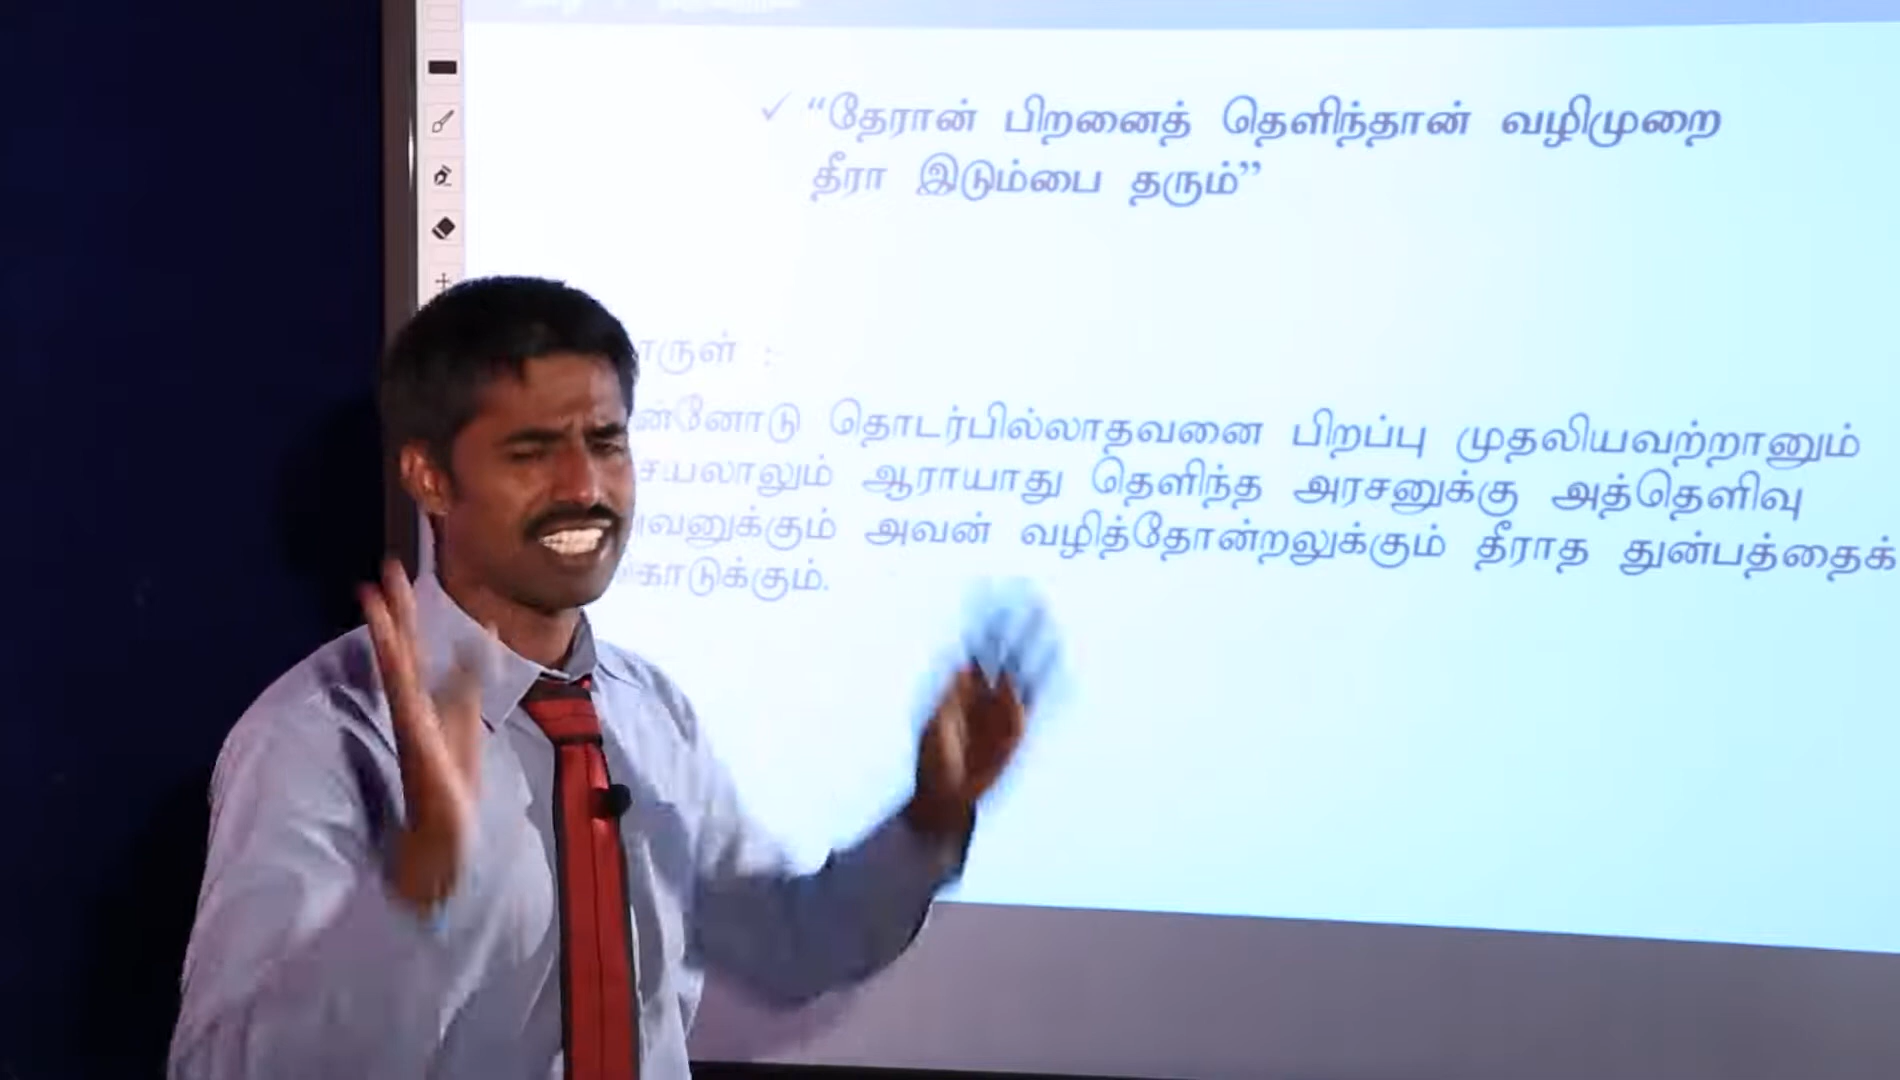 ✓ “தேரான் பிறனைத் தெளிந்தான் வழிமுறை
தீரா இடும்பை தரும்”
ருள் :-
ன்னோடு தொடர்பில்லாதவனை பிறப்பு முதலியவற்றானும்
செயலாலும் ஆராயாது தெளிந்த அரசனுக்கு அத்தெளிவு
வனுக்கும் அவன் வழித்தோன்றலுக்கும் தீராத துன்பத்தைக்
கொடுக்கும்.